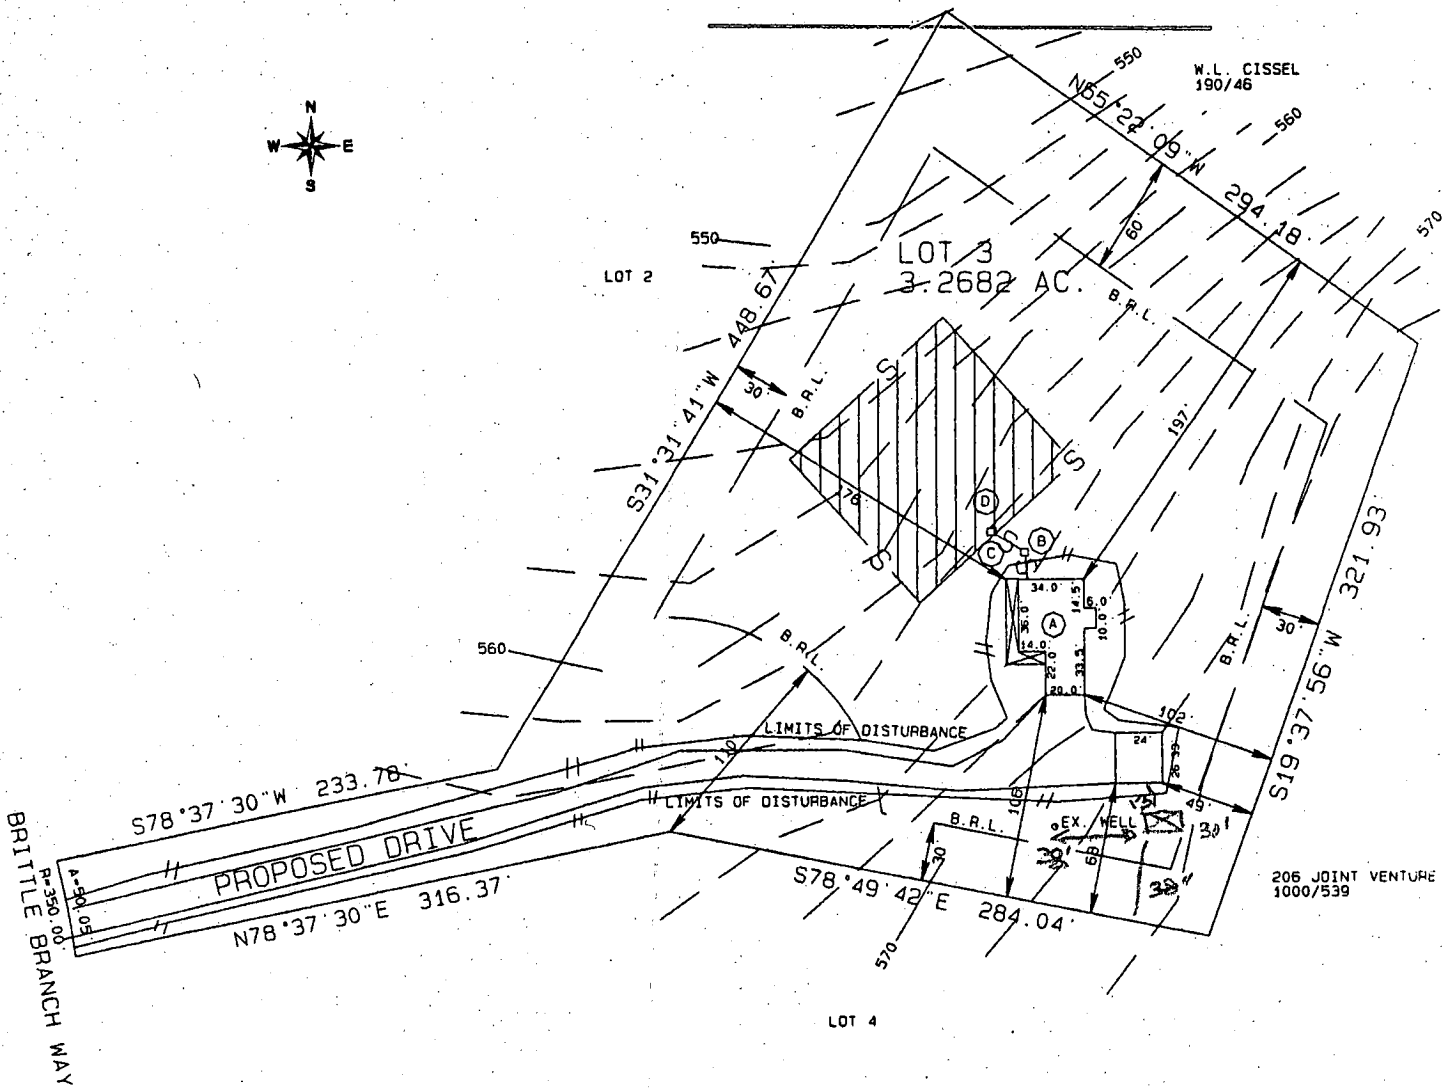 550
W.L. CISSEL
190/46
N65°22'09"W 294.18'
560
570
N
W E
S
550
LOT 2
LOT 3
3.2682 AC.
60'
B.R.L.
S31°31'41"W 448.67'
30'
B.R.L.
S
S
S
197'
D
B
C
34.0'
14.5'
6.0'
10.0'
36.0'
A
14.0'
22.0'
33.5'
20.0'
S19°37'56"W 321.93'
30'
B.R.L.
560
B.R.L.
110'
LIMITS OF DISTURBANCE
LIMITS OF DISTURBANCE
102'
24'
49'
EX. WELL
30'
30'
B.R.L.
30'
106'
68'
S78°49'42"E 284.04'
570
S78°37'30"W 233.78'
PROPOSED DRIVE
N78°37'30"E 316.37'
A=50.05'
R=350.00'
BRITTLE BRANCH WAY
206 JOINT VENTURE
1000/539
LOT 4